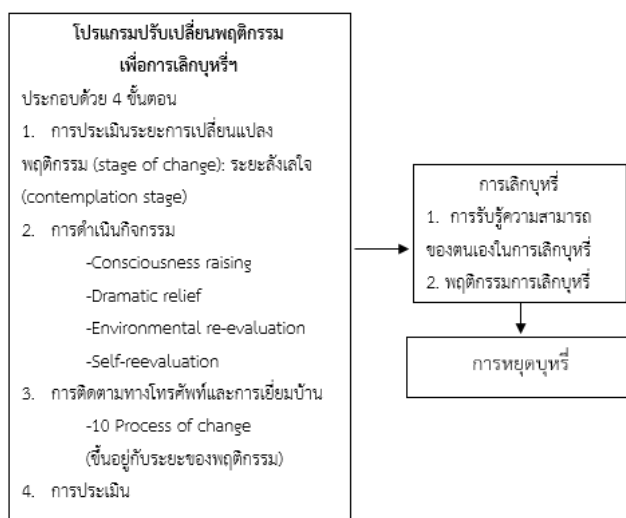 โปรแกรมปรับเปลี่ยนพฤติกรรม
เพื่อการเลิกบุหรี่ฯ
ประกอบด้วย 4 ขั้นตอน
1. การประเมินระยะการเปลี่ยนแปลง
พฤติกรรม (stage of change): ระยะลังเลใจ
(contemplation stage)
2. การดำเนินกิจกรรม
-Consciousness raising
-Dramatic relief
-Environmental re-evaluation
-Self-reevaluation
3. การติดตามทางโทรศัพท์และการเยี่ยมบ้าน
-10 Process of change
(ขึ้นอยู่กับระยะของพฤติกรรม)
4. การประเมิน
การเลิกบุหรี่
1. การรับรู้ความสามารถ
ของตนเองในการเลิกบุหรี่
2. พฤติกรรมการเลิกบุหรี่
การหยุดบุหรี่